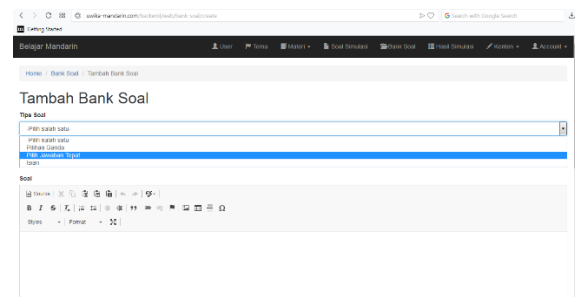 uwika-mandarin.com/backend/web/bank-soal/create
Search with Google Search
Getting Started
Belajar Mandarin User Tema Materi Soal Simulasi Bank Soal Hasil Simulasi Konten Account
Home / Bank Soal / Tambah Bank Soal
Tambah Bank Soal
Tipe Soal
-Pilih salah satu
-Pilih salah satu
Pilihan Ganda
Pilih Jawaban Tepat
Isian
Soal
Source
B I S
Styles Format